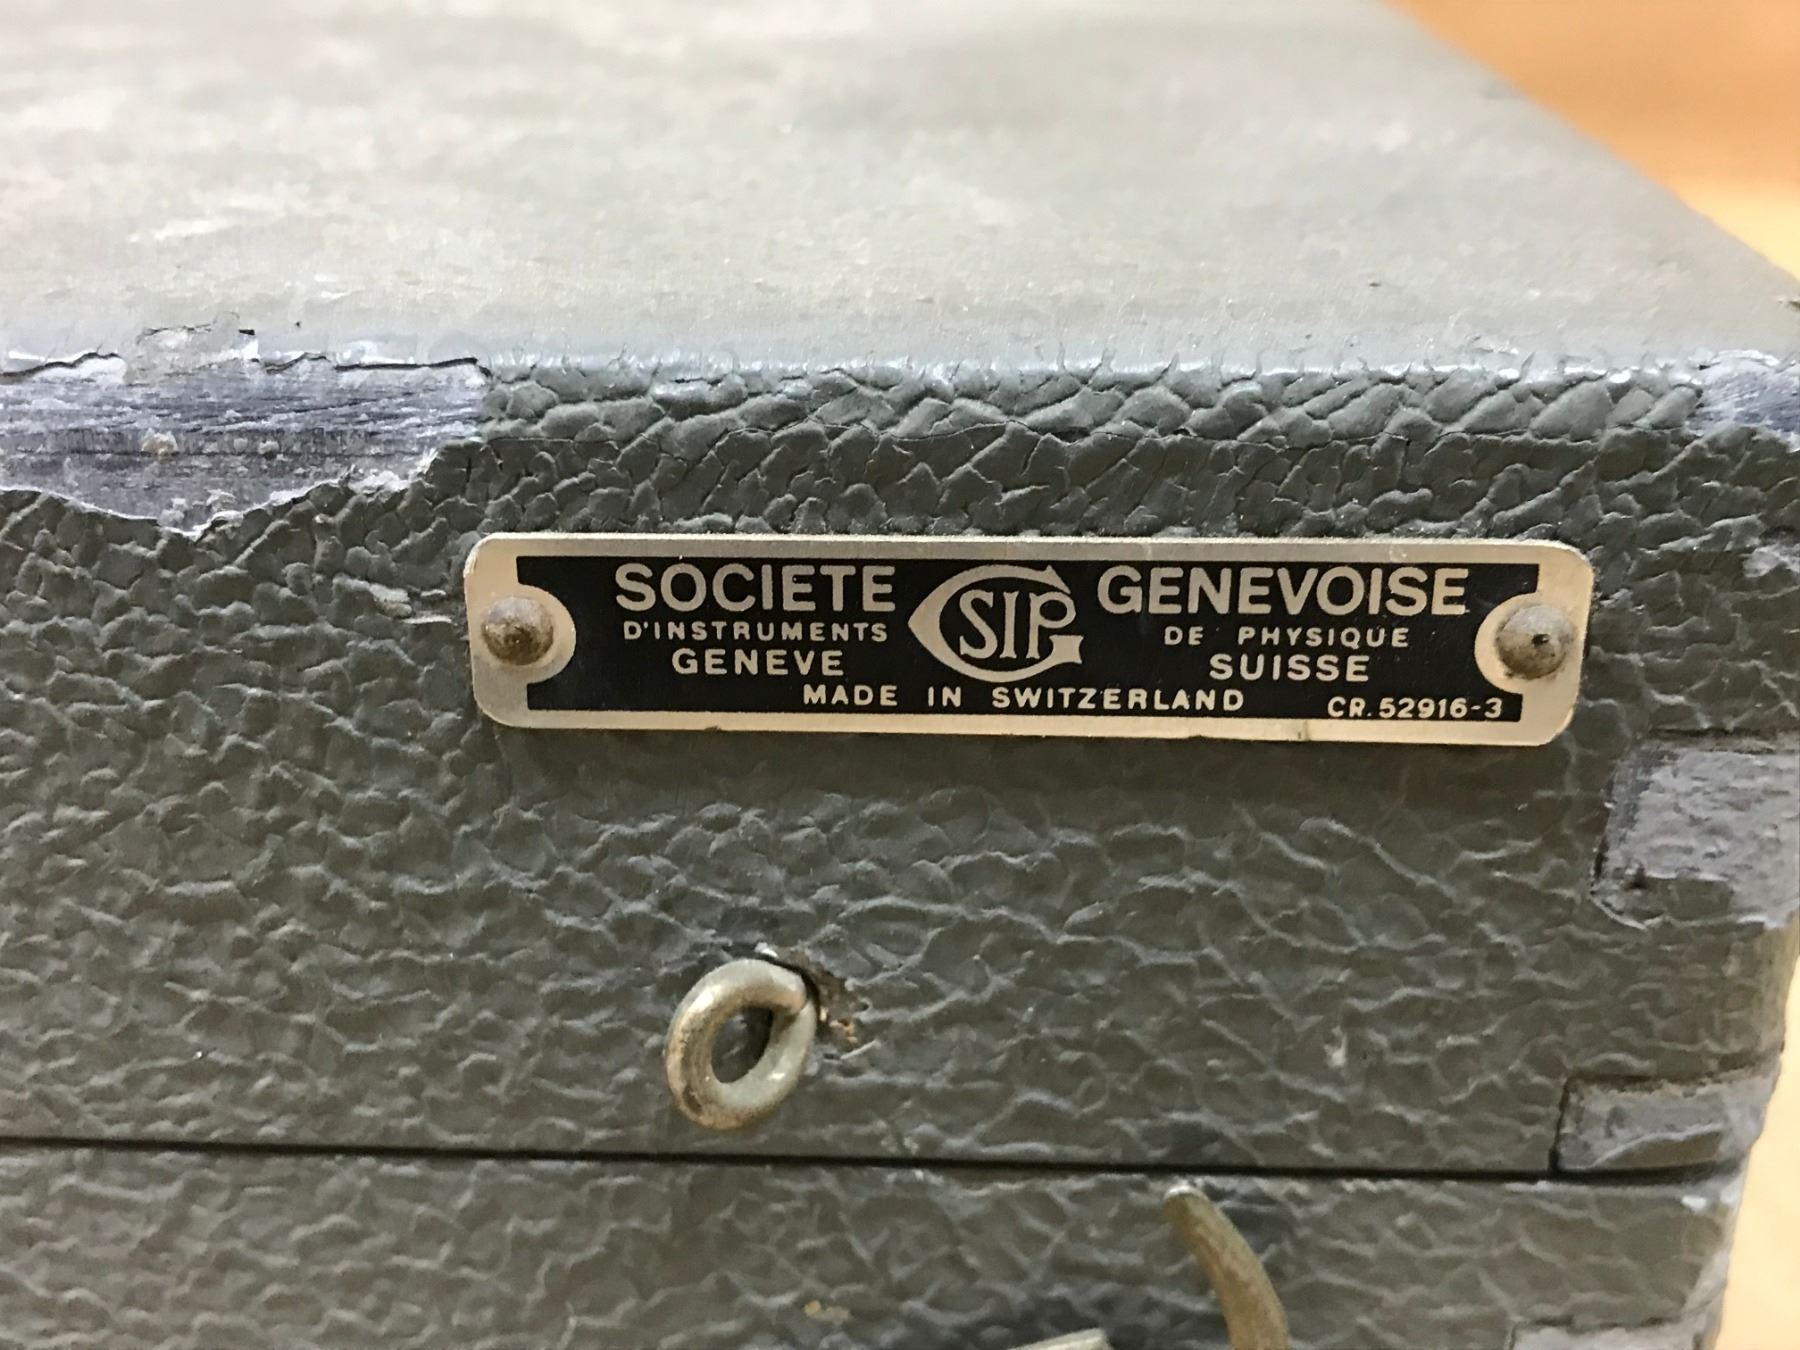 SOCIETE SIP GENEVOISE
D'INSTRUMENTS DE PHYSIQUE
GENEVE SUISSE
MADE IN SWITZERLAND CR. 52916-3